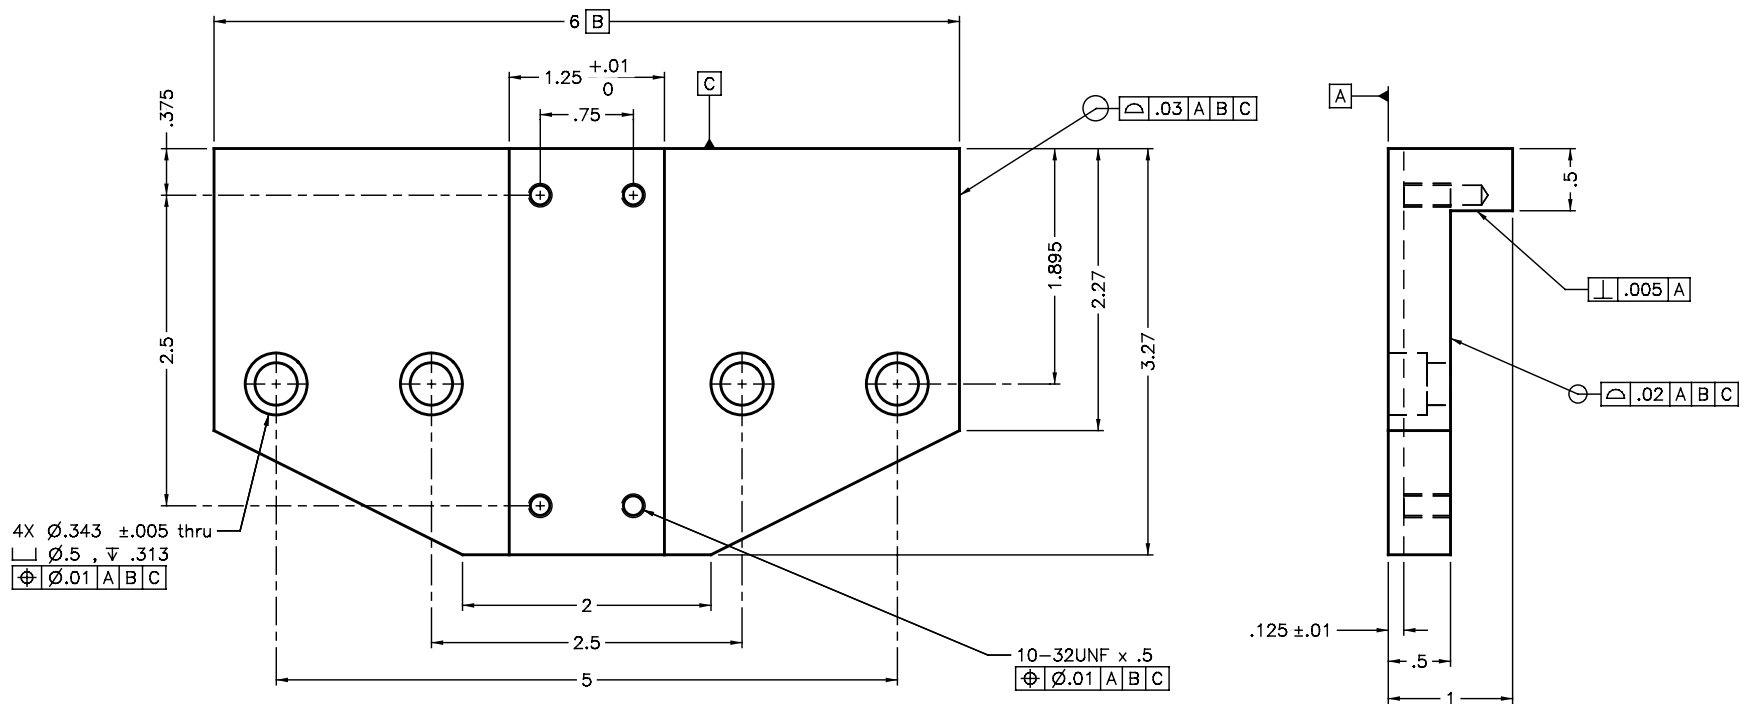 6 B
1.25 +.01
0
.75
C
.375
⌓ .03 A B C
A
.5
1.895
2.27
3.27
2.5
⊥ .005 A
⌓ .02 A B C
4X Ø.343 ±.005 thru
⌴ Ø.5 , ↧ .313
⌖ Ø.01 A B C
2
2.5
5
10-32UNF x .5
⌖ Ø.01 A B C
.125 ±.01
.5
1